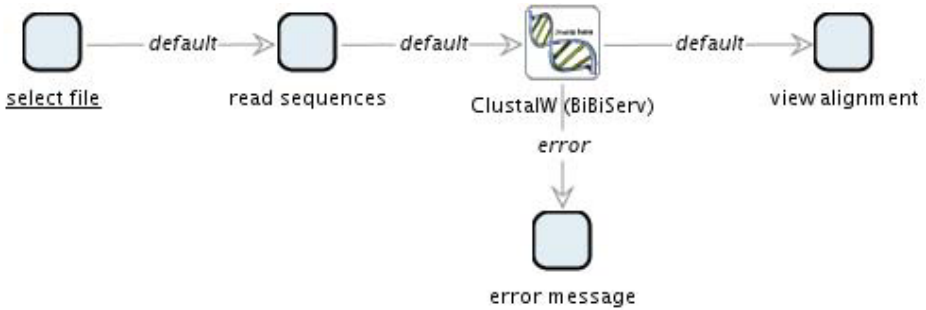 default default default
select file read sequences ClustalW (BiBiServ) view alignment
error
error message